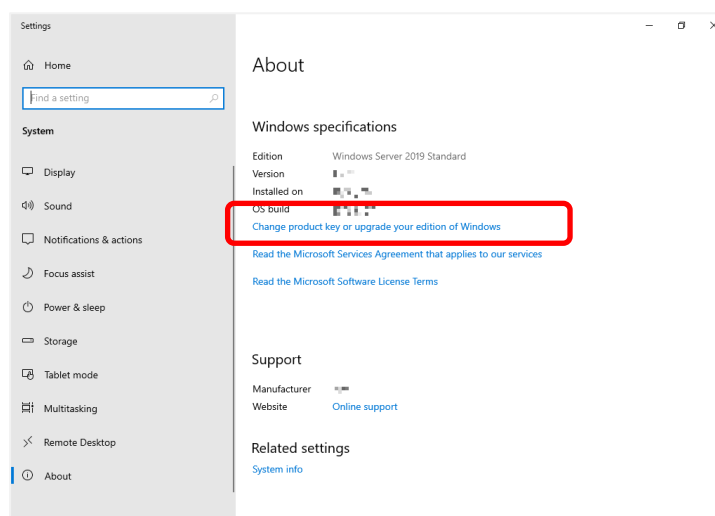 Settings
Home
Find a setting
System
Display
Sound
Notifications & actions
Focus assist
Power & sleep
Storage
Tablet mode
Multitasking
Remote Desktop
About
About
Windows specifications
Edition Windows Server 2019 Standard
Version
Installed on
OS build
Change product key or upgrade your edition of Windows
Read the Microsoft Services Agreement that applies to our services
Read the Microsoft Software License Terms
Support
Manufacturer
Website Online support
Related settings
System info